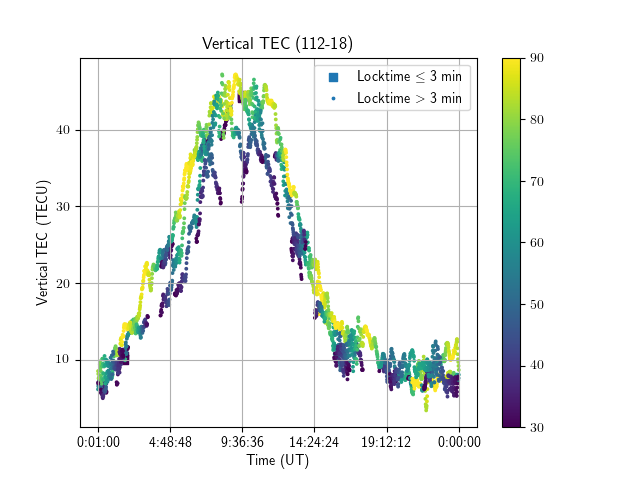 Vertical TEC (112-18)
Locktime ≤ 3 min
Locktime > 3 min
Vertical TEC (TECU)
40
30
20
10
0:01:00 4:48:48 9:36:36 14:24:24 19:12:12 0:00:00
Time (UT)
90
80
70
60
50
40
30